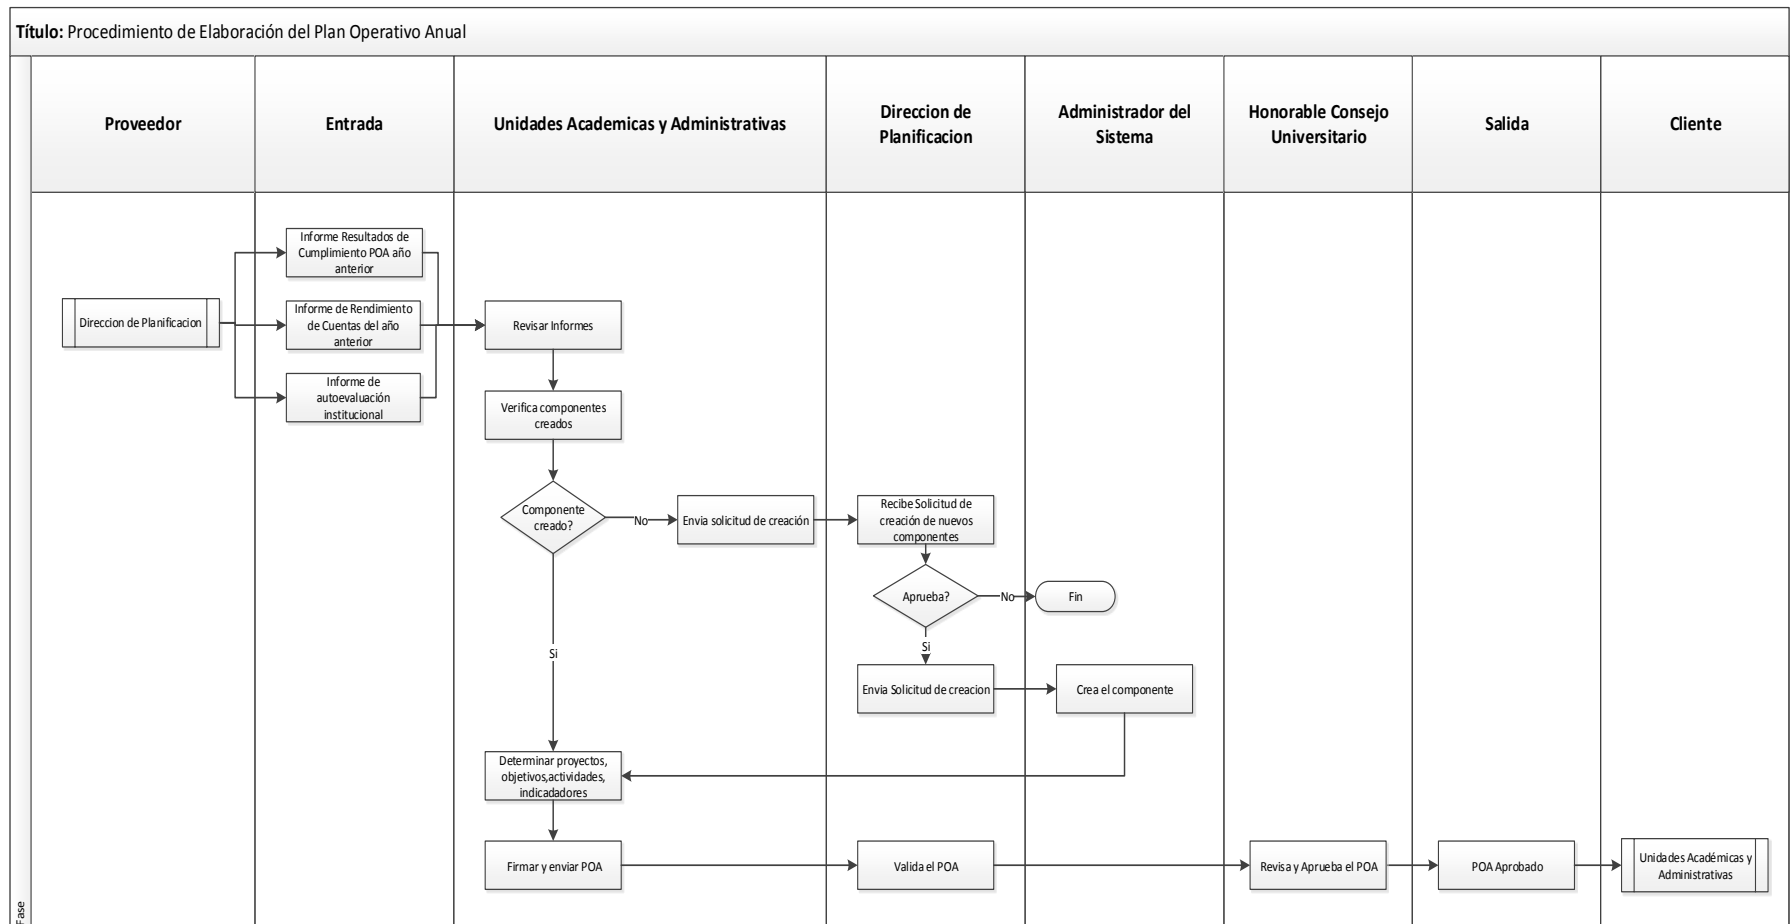 Título: Procedimiento de Elaboración del Plan Operativo Anual
Proveedor
Entrada
Unidades Academicas y Administrativas
Direccion de
Planificacion
Administrador del
Sistema
Honorable Consejo
Universitario
Salida
Cliente
Informe Resultados de
Cumplimiento POA año
anterior
Direccion de Planificacion
Informe de Rendimiento
de Cuentas del año
anterior
Revisar Informes
Informe de
autoevaluación
institucional
Verifica componentes
creados
Componente
creado?
No
Envia solicitud de creación
Recibe Solicitud de
creación de nuevos
componentes
Aprueba?
No
Fin
Si
Si
Envia Solicitud de creacion
Crea el componente
Determinar proyectos,
objetivos,actividades,
indicadadores
Firmar y enviar POA
Valida el POA
Revisa y Aprueba el POA
POA Aprobado
Unidades Académicas y
Administrativas
Fase